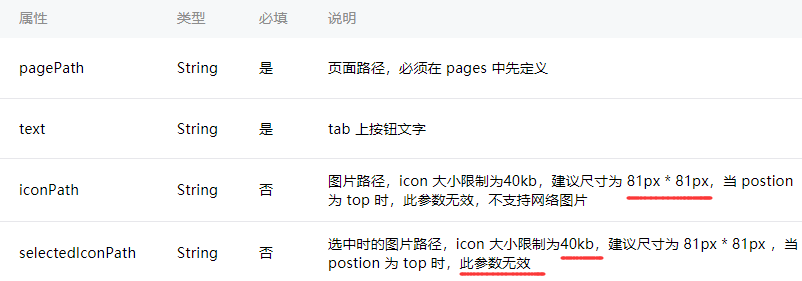 属性 类型 必填 说明
pagePath String 是 页面路径，必须在 pages 中先定义
text String 是 tab 上按钮文字
iconPath String 否 图片路径，icon 大小限制为40kb，建议尺寸为 81px * 81px，当 postion
为 top 时，此参数无效，不支持网络图片
selectedIconPath String 否 选中时的图片路径，icon 大小限制为40kb，建议尺寸为 81px * 81px ，当
postion 为 top 时，此参数无效